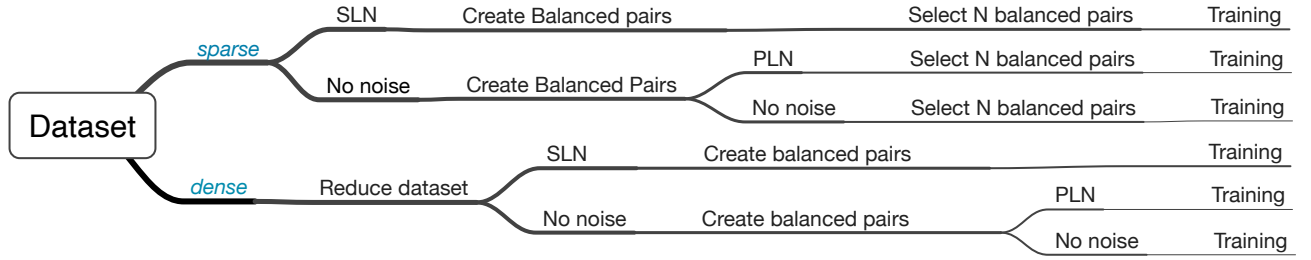 Dataset
sparse
SLN Create Balanced pairs Select N balanced pairs Training
No noise Create Balanced Pairs
PLN Select N balanced pairs Training
No noise Select N balanced pairs Training
dense Reduce dataset
SLN Create balanced pairs Training
No noise Create balanced pairs
PLN Training
No noise Training